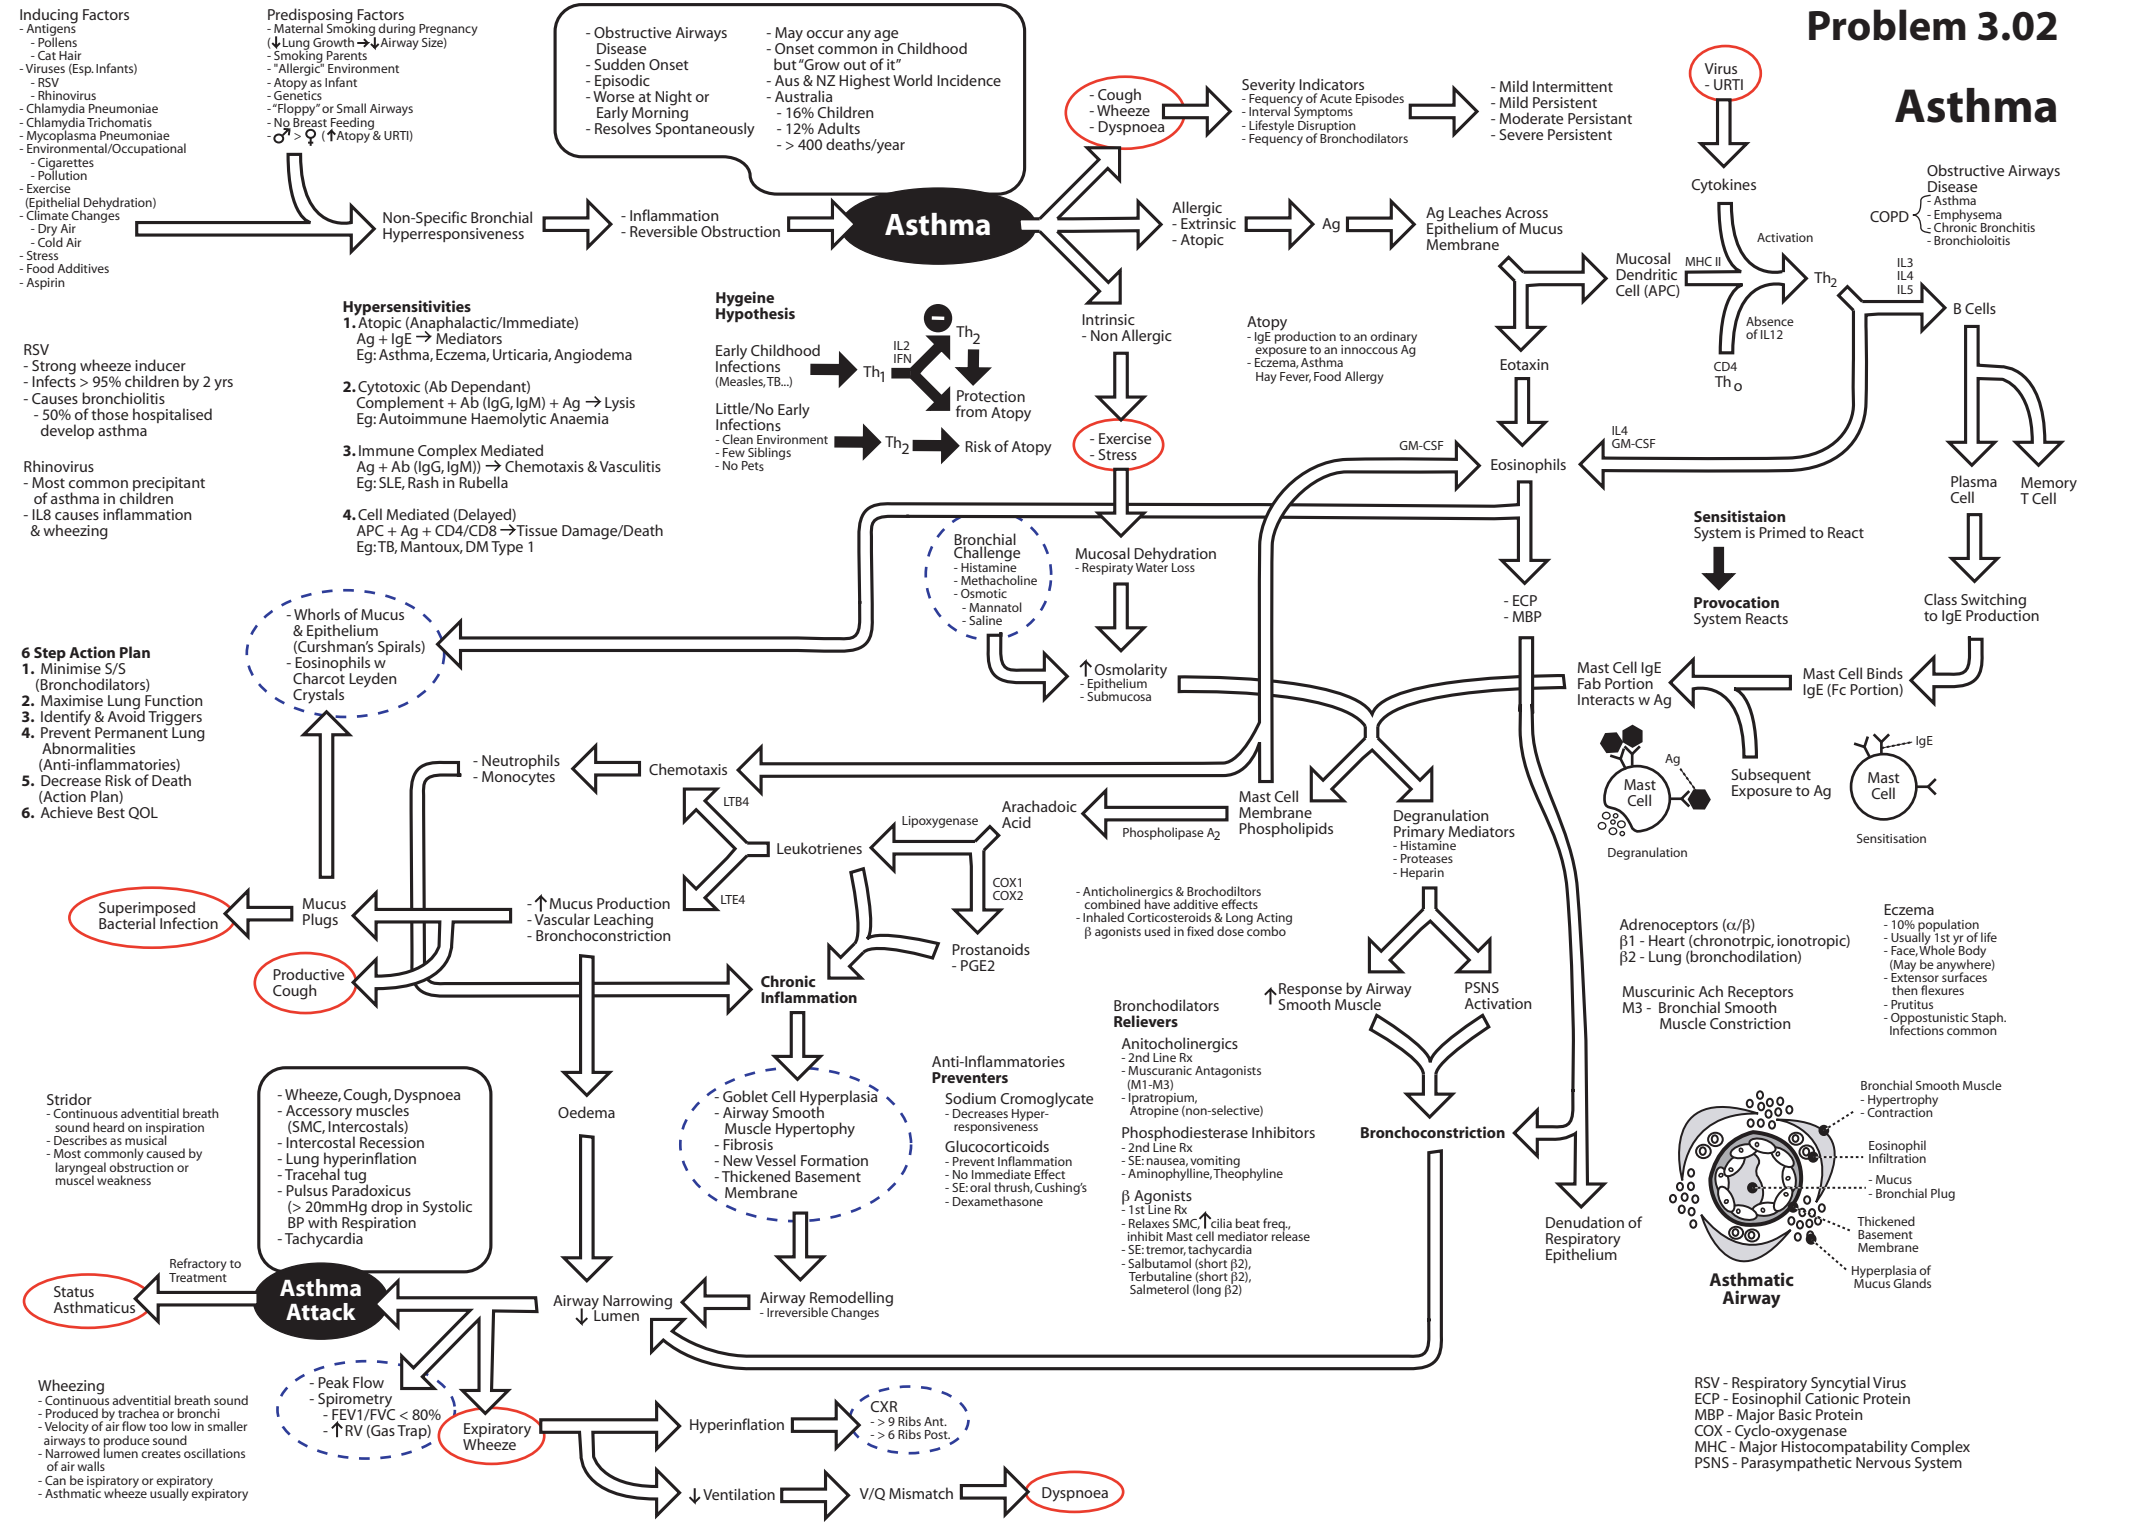 Problem 3.02
Asthma
Inducing Factors
- Antigens
- Pollens
- Cat Hair
- Viruses (Esp. Infants)
- RSV
- Rhinovirus
- Chlamydia Pneumoniae
- Chlamydia Trichomatis
- Mycoplasma Pneumoniae
- Environmental/Occupational
- Cigarettes
- Pollution
- Exercise
(Epithelial Dehydration)
- Climate Changes
- Dry Air
- Cold Air
- Stress
- Food Additives
- Aspirin
Predisposing Factors
- Maternal Smoking during Pregnancy
(↓Lung Growth →↓Airway Size)
- Smoking Parents
- "Allergic" Environment
- Atopy as Infant
- Genetics
- “Floppy” or Small Airways
- No Breast Feeding
- ♂ > ♀ (↑Atopy & URTI)
- Obstructive Airways
Disease
- Sudden Onset
- Episodic
- Worse at Night or
Early Morning
- Resolves Spontaneously
- May occur any age
- Onset common in Childhood
but “Grow out of it”
- Aus & NZ Highest World Incidence
- Australia
- 16% Children
- 12% Adults
- > 400 deaths/year
Non-Specific Bronchial
Hyperresponsiveness
- Inflammation
- Reversible Obstruction
Asthma
- Cough
- Wheeze
- Dyspnoea
Severity Indicators
- Fequency of Acute Episodes
- Interval Symptoms
- Lifestyle Disruption
- Fequency of Bronchodilators
- Mild Intermittent
- Mild Persistent
- Moderate Persistant
- Severe Persistent
Virus
- URTI
Cytokines
Obstructive Airways
Disease
COPD
- Asthma
- Emphysema
- Chronic Bronchitis
- Bronchioloitis
Allergic
- Extrinsic
- Atopic
Ag
Ag Leaches Across
Epithelium of Mucus
Membrane
Mucosal
Dendritic
Cell (APC)
MHC II
Activation
Absence
of IL12
CD4
Th o
Th2
IL3
IL4
IL5
B Cells
Plasma
Cell
Memory
T Cell
Eotaxin
Eosinophils
GM-CSF
IL4
GM-CSF
Intrinsic
- Non Allergic
Atopy
- IgE production to an ordinary
exposure to an innoccous Ag
- Eczema, Asthma
Hay Fever, Food Allergy
- Exercise
- Stress
Hypersensitivities
1. Atopic (Anaphalactic/Immediate)
Ag + IgE → Mediators
Eg: Asthma, Eczema, Urticaria, Angiodema
2. Cytotoxic (Ab Dependant)
Complement + Ab (IgG, IgM) + Ag → Lysis
Eg: Autoimmune Haemolytic Anaemia
3. Immune Complex Mediated
Ag + Ab (IgG, IgM)) → Chemotaxis & Vasculitis
Eg: SLE, Rash in Rubella
4. Cell Mediated (Delayed)
APC + Ag + CD4/CD8 →Tissue Damage/Death
Eg: TB, Mantoux, DM Type 1
Hygeine
Hypothesis
Early Childhood
Infections
(Measles, TB...)
Th1
IL2
IFN
Th2
Protection
from Atopy
Little/No Early
Infections
- Clean Environment
- Few Siblings
- No Pets
Th2
Risk of Atopy
RSV
- Strong wheeze inducer
- Infects > 95% children by 2 yrs
- Causes bronchiolitis
- 50% of those hospitalised
develop asthma
Rhinovirus
- Most common precipitant
of asthma in children
- IL8 causes inflammation
& wheezing
Bronchial
Challenge
- Histamine
- Methacholine
- Osmotic
- Mannatol
- Saline
Mucosal Dehydration
- Respiraty Water Loss
↑Osmolarity
- Epithelium
- Submucosa
- ECP
- MBP
Sensitistaion
System is Primed to React
Provocation
System Reacts
Class Switching
to IgE Production
Mast Cell Binds
IgE (Fc Portion)
Mast Cell IgE
Fab Portion
Interacts w Ag
Subsequent
Exposure to Ag
Ag
Mast
Cell
Degranulation
IgE
Mast
Cell
Sensitisation
- Whorls of Mucus
& Epithelium
(Curshman’s Spirals)
- Eosinophils w
Charcot Leyden
Crystals
6 Step Action Plan
1. Minimise S/S
(Bronchodilators)
2. Maximise Lung Function
3. Identify & Avoid Triggers
4. Prevent Permanent Lung
Abnormalities
(Anti-inflammatories)
5. Decrease Risk of Death
(Action Plan)
6. Achieve Best QOL
- Neutrophils
- Monocytes
Chemotaxis
LTB4
Leukotrienes
LTE4
Lipoxygenase
Arachadoic
Acid
Phospholipase A2
Mast Cell
Membrane
Phospholipids
Degranulation
Primary Mediators
- Histamine
- Proteases
- Heparin
COX1
COX2
Prostanoids
- PGE2
- Anticholinergics & Brochodiltors
combined have additive effects
- Inhaled Corticosteroids & Long Acting
β agonists used in fixed dose combo
Superimposed
Bacterial Infection
Mucus
Plugs
- ↑Mucus Production
- Vascular Leaching
- Bronchoconstriction
Productive
Cough
Chronic
Inflammation
↑Response by Airway
Smooth Muscle
PSNS
Activation
Adrenoceptors (α/β)
β1 - Heart (chronotrpic, ionotropic)
β2 - Lung (bronchodilation)
Muscurinic Ach Receptors
M3 - Bronchial Smooth
Muscle Constriction
Eczema
- 10% population
- Usually 1st yr of life
- Face, Whole Body
(May be anywhere)
- Extensor surfaces
then flexures
- Prutitus
- Oppostunistic Staph.
Infections common
Bronchodilators
Relievers
Anitocholinergics
- 2nd Line Rx
- Muscuranic Antagonists
(M1-M3)
- Ipratropium,
Atropine (non-selective)
Phosphodiesterase Inhibitors
- 2nd Line Rx
- SE: nausea, vomiting
- Aminophylline, Theophyline
β Agonists
- 1st Line Rx
- Relaxes SMC,↑cilia beat freq.,
inhibit Mast cell mediator release
- SE: tremor, tachycardia
- Salbutamol (short β2),
Terbutaline (short β2),
Salmeterol (long β2)
Anti-Inflammatories
Preventers
Sodium Cromoglycate
- Decreases Hyper-
responsiveness
Glucocorticoids
- Prevent Inflammation
- No Immediate Effect
- SE: oral thrush, Cushing’s
- Dexamethasone
Bronchoconstriction
Denudation of
Respiratory
Epithelium
Bronchial Smooth Muscle
- Hypertrophy
- Contraction
Eosinophil
Infiltration
- Mucus
- Bronchial Plug
Thickened
Basement
Membrane
Hyperplasia of
Mucus Glands
Asthmatic
Airway
Stridor
- Continuous adventitial breath
sound heard on inspiration
- Describes as musical
- Most commonly caused by
laryngeal obstruction or
muscel weakness
- Wheeze, Cough, Dyspnoea
- Accessory muscles
(SMC, Intercostals)
- Intercostal Recession
- Lung hyperinflation
- Tracehal tug
- Pulsus Paradoxicus
(> 20mmHg drop in Systolic
BP with Respiration
- Tachycardia
Oedema
- Goblet Cell Hyperplasia
- Airway Smooth
Muscle Hypertophy
- Fibrosis
- New Vessel Formation
- Thickened Basement
Membrane
Airway Remodelling
- Irreversible Changes
Airway Narrowing
↓ Lumen
Asthma
Attack
Refractory to
Treatment
Status
Asthmaticus
Wheezing
- Continuous adventitial breath sound
- Produced by trachea or bronchi
- Velocity of air flow too low in smaller
airways to produce sound
- Narrowed lumen creates oscillations
of air walls
- Can be ispiratory or expiratory
- Asthmatic wheeze usually expiratory
- Peak Flow
- Spirometry
- FEV1/FVC < 80%
- ↑RV (Gas Trap)
Expiratory
Wheeze
Hyperinflation
CXR
- > 9 Ribs Ant.
- > 6 Ribs Post.
↓Ventilation
V/Q Mismatch
Dyspnoea
RSV - Respiratory Syncytial Virus
ECP - Eosinophil Cationic Protein
MBP - Major Basic Protein
COX - Cyclo-oxygenase
MHC - Major Histocompatability Complex
PSNS - Parasympathetic Nervous System